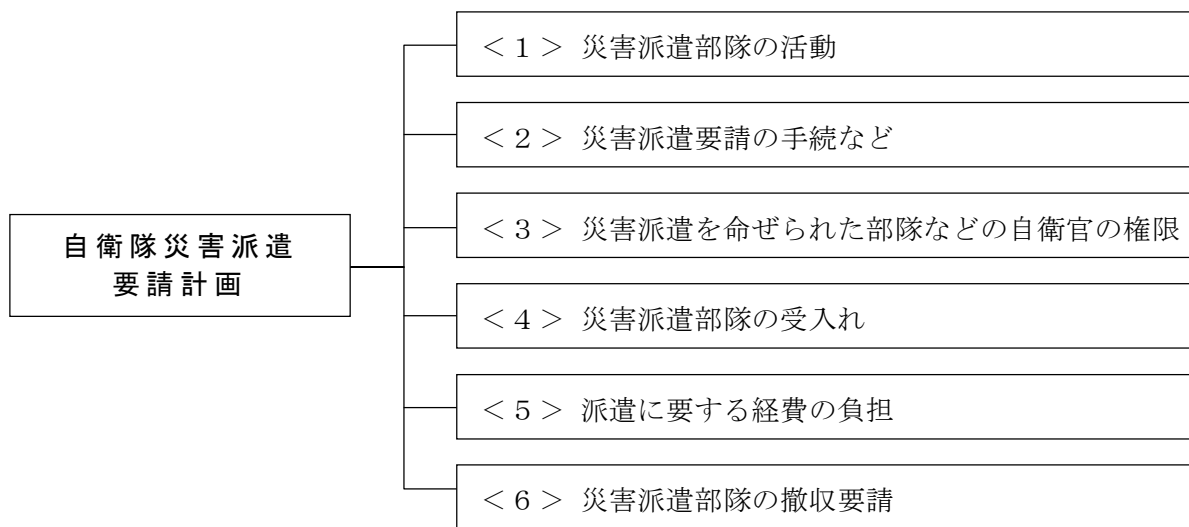 自衛隊災害派遣
要請計画
<1> 災害派遣部隊の活動
<2> 災害派遣要請の手続など
<3> 災害派遣を命ぜられた部隊などの自衛官の権限
<4> 災害派遣部隊の受入れ
<5> 派遣に要する経費の負担
<6> 災害派遣部隊の撤収要請